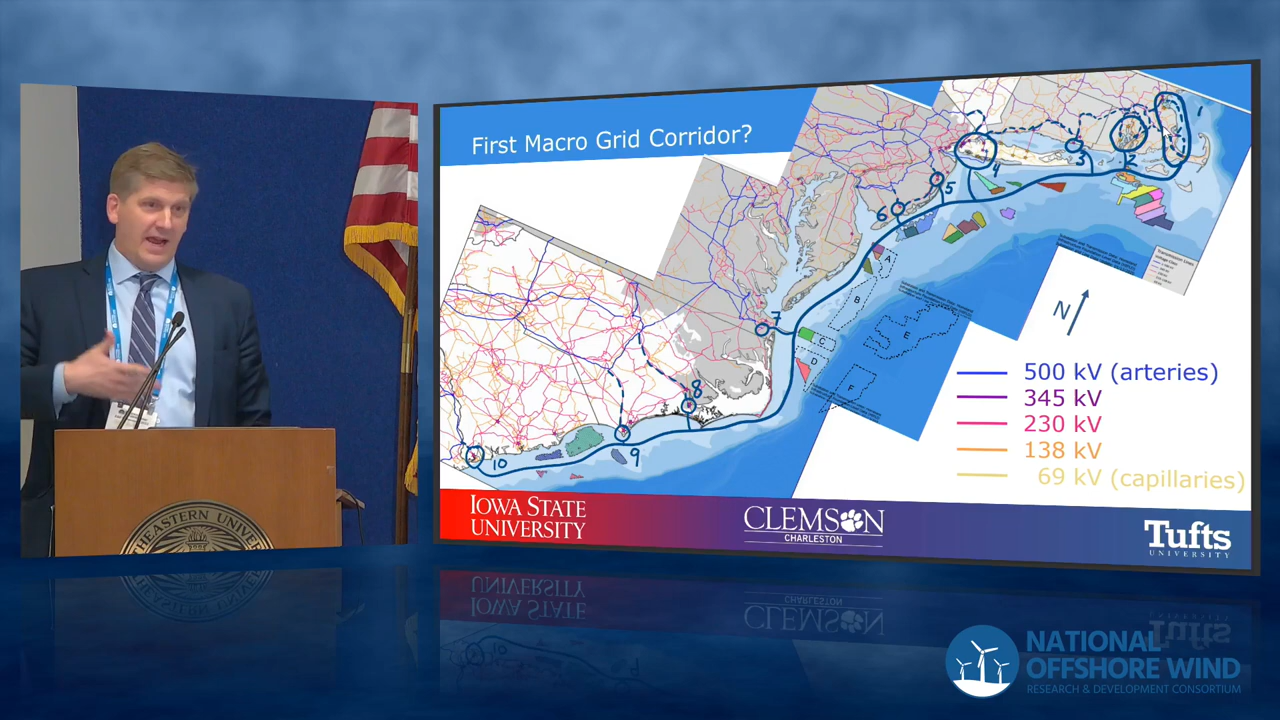 First Macro Grid Corridor?
1
2
3
4
5
6
7
8
9
10
A
B
C
D
E
F
N
500 kV (arteries)
345 kV
230 kV
138 kV
69 kV (capillaries)
IOWA STATE
UNIVERSITY
CLEMSON
CHARLESTON
Tufts
UNIVERSITY
NATIONAL
OFFSHORE WIND
RESEARCH & DEVELOPMENT CONSORTIUM